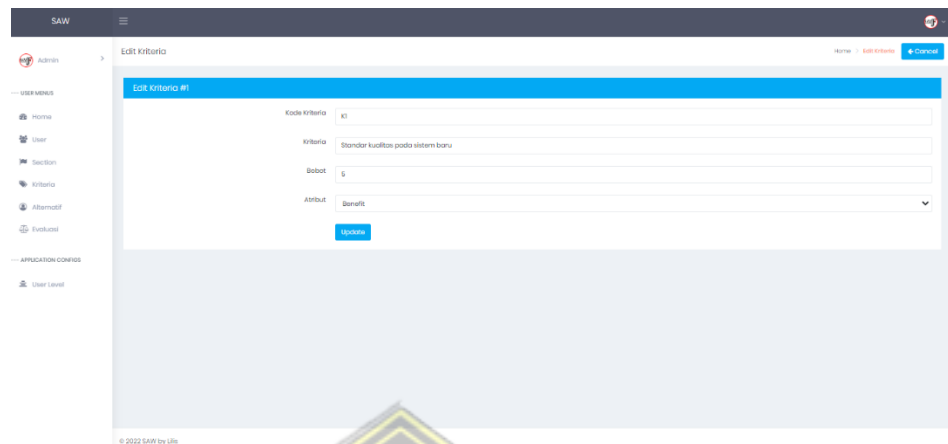 SAW
Admin
Edit Kriteria
Home > Edit Kriteria
Cancel
USER MENUS
Home
User
Section
Kriteria
Alternatif
Evaluasi
APPLICATION CONFIGS
User Level
Edit Kriteria #1
Kode Kriteria
K1
Kriteria
Standar kualitas pada sistem baru
Bobot
5
Atribut
Benefit
Update
© 2022 SAW by Lilis